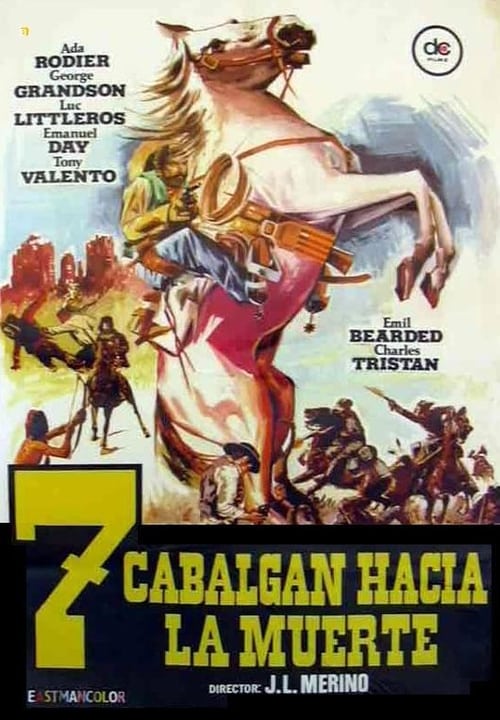 Ada
RODIER
George
GRANDSON
Luc
LITTLEROS
Emanuel
DAY
Tony
VALENTO
dc
FILMS
Emil
BEARDED
Charles
TRISTAN
7
CABALGAN HACIA
LA MUERTE
EASTMANCOLOR
DIRECTOR: J.L. MERINO